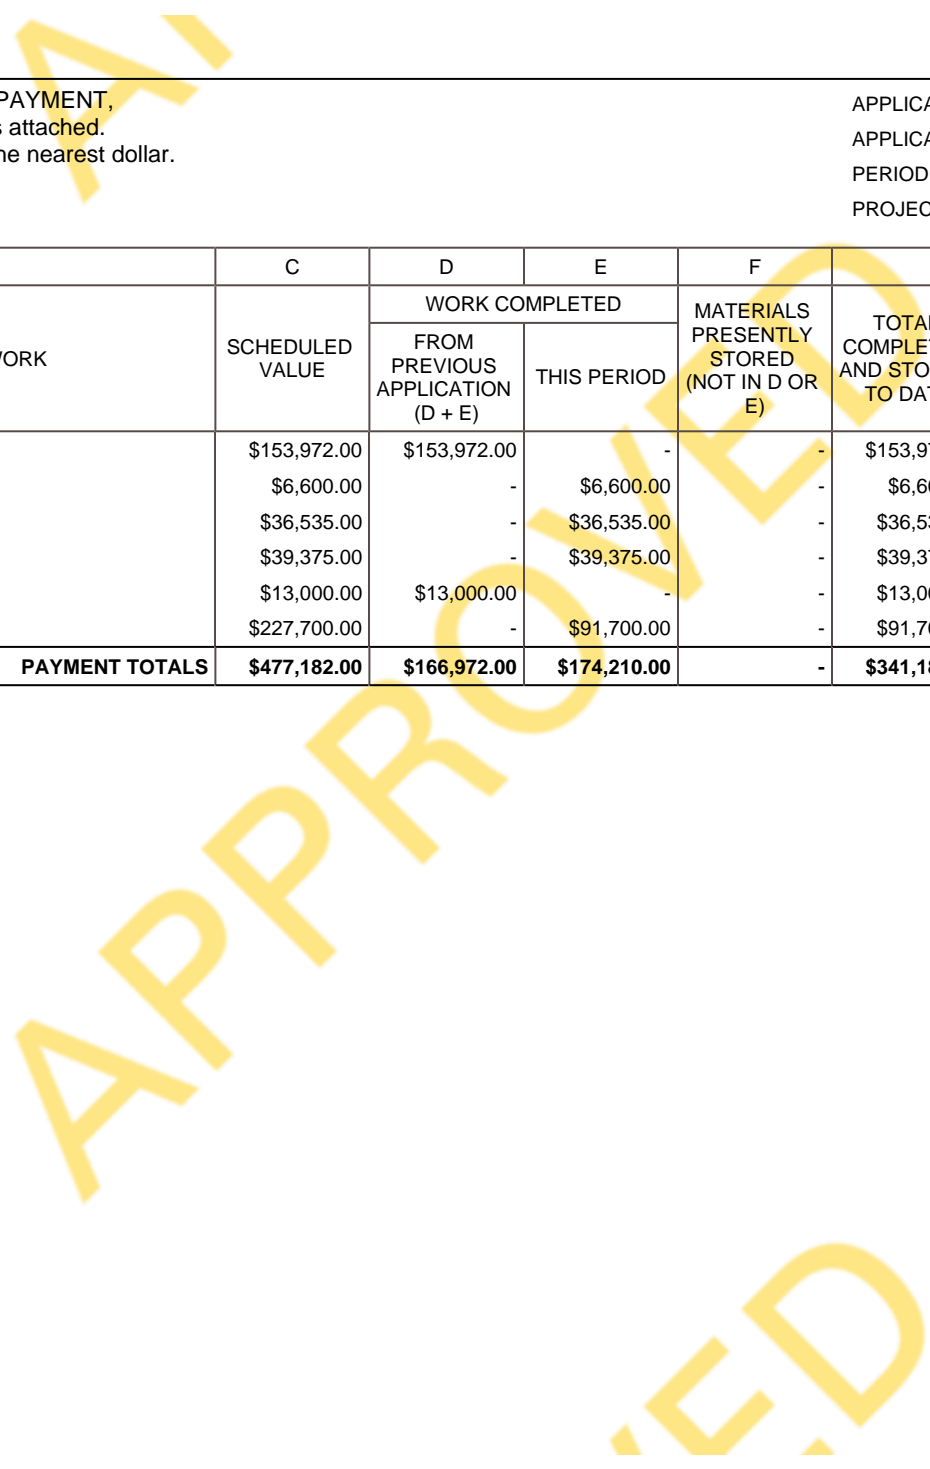 PAYMENT,
attached.
nearest dollar.
APPLICA
APPLICA
PERIOD
PROJEC
C D E F
WORK COMPLETED
SCHEDULED VALUE
FROM PREVIOUS APPLICATION (D + E)
THIS PERIOD
MATERIALS PRESENTLY STORED (NOT IN D OR E)
TOTAL COMPLET AND STO TO DAT
ORK
$153,972.00 $153,972.00 - - $153,9
$6,600.00 - $6,600.00 - $6,6
$36,535.00 - $36,535.00 - $36,5
$39,375.00 - $39,375.00 - $39,3
$13,000.00 $13,000.00 - - $13,0
$227,700.00 - $91,700.00 - $91,7
PAYMENT TOTALS $477,182.00 $166,972.00 $174,210.00 - $341,1
APPROVED